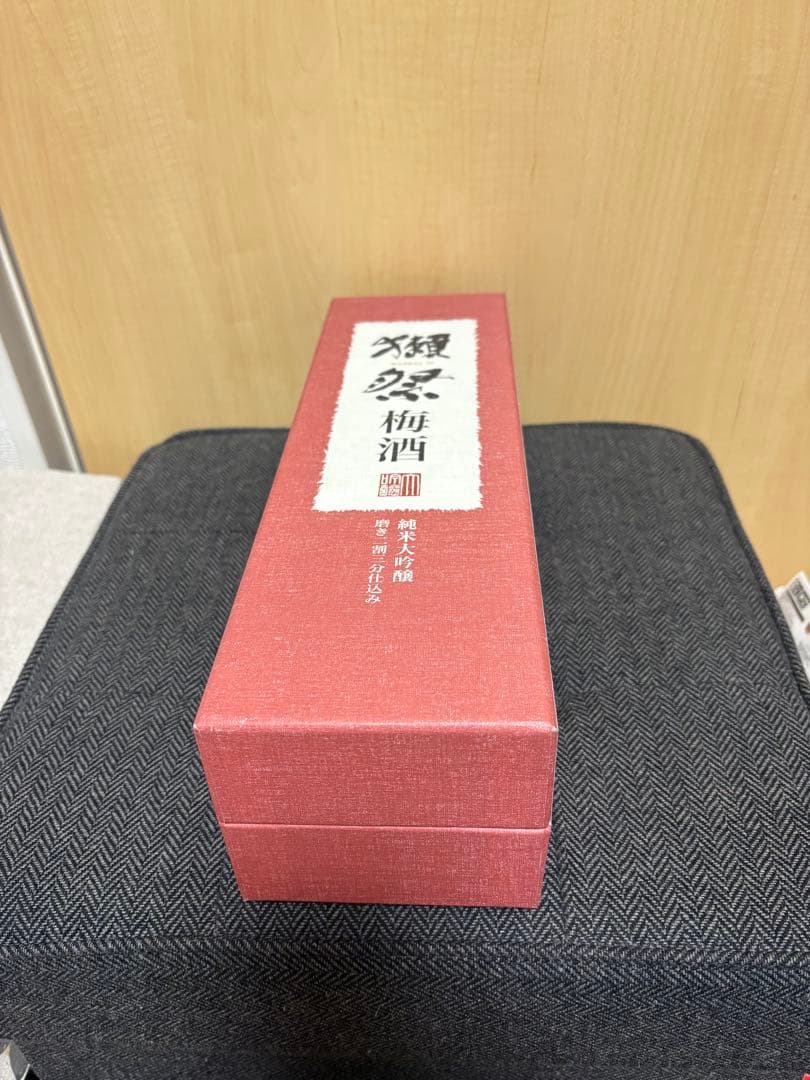 獺祭
梅酒
純米大吟醸
磨き二割三分仕込み